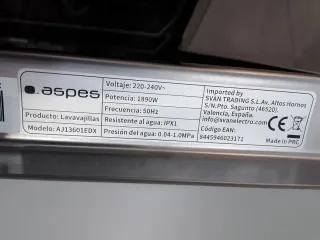 aspes
Producto: Lavavajillas
Modelo: AJ13601EDX
Voltaje: 220-240V~
Potencia: 1890W
Frecuencia: 50Hz
Resistente al agua: IPX1
Presión del agua: 0.04-1.0MPa
Imported by
SVAN TRADING S.L.Av. Altos Hornos
S/N.Pto. Sagunto (46520).
Valencia, España
info@svanelectro.com
Código EAN:
8445946023171
CE
Made in PRC